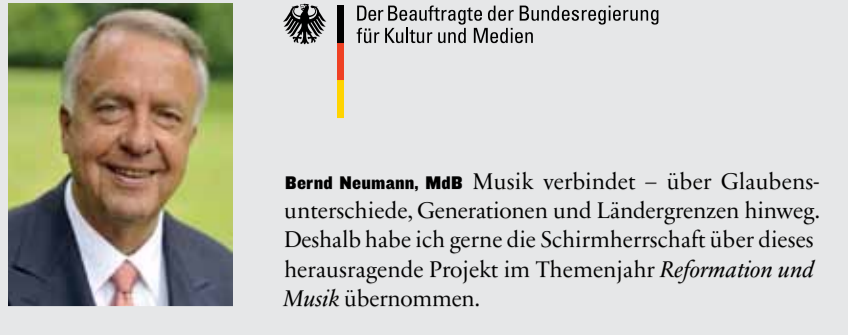 Der Beauftragte der Bundesregierung
für Kultur und Medien
Bernd Neumann, MdB Musik verbindet – über Glaubens-
unterschiede, Generationen und Ländergrenzen hinweg.
Deshalb habe ich gerne die Schirmherrschaft über dieses
herausragende Projekt im Themenjahr Reformation und
Musik übernommen.